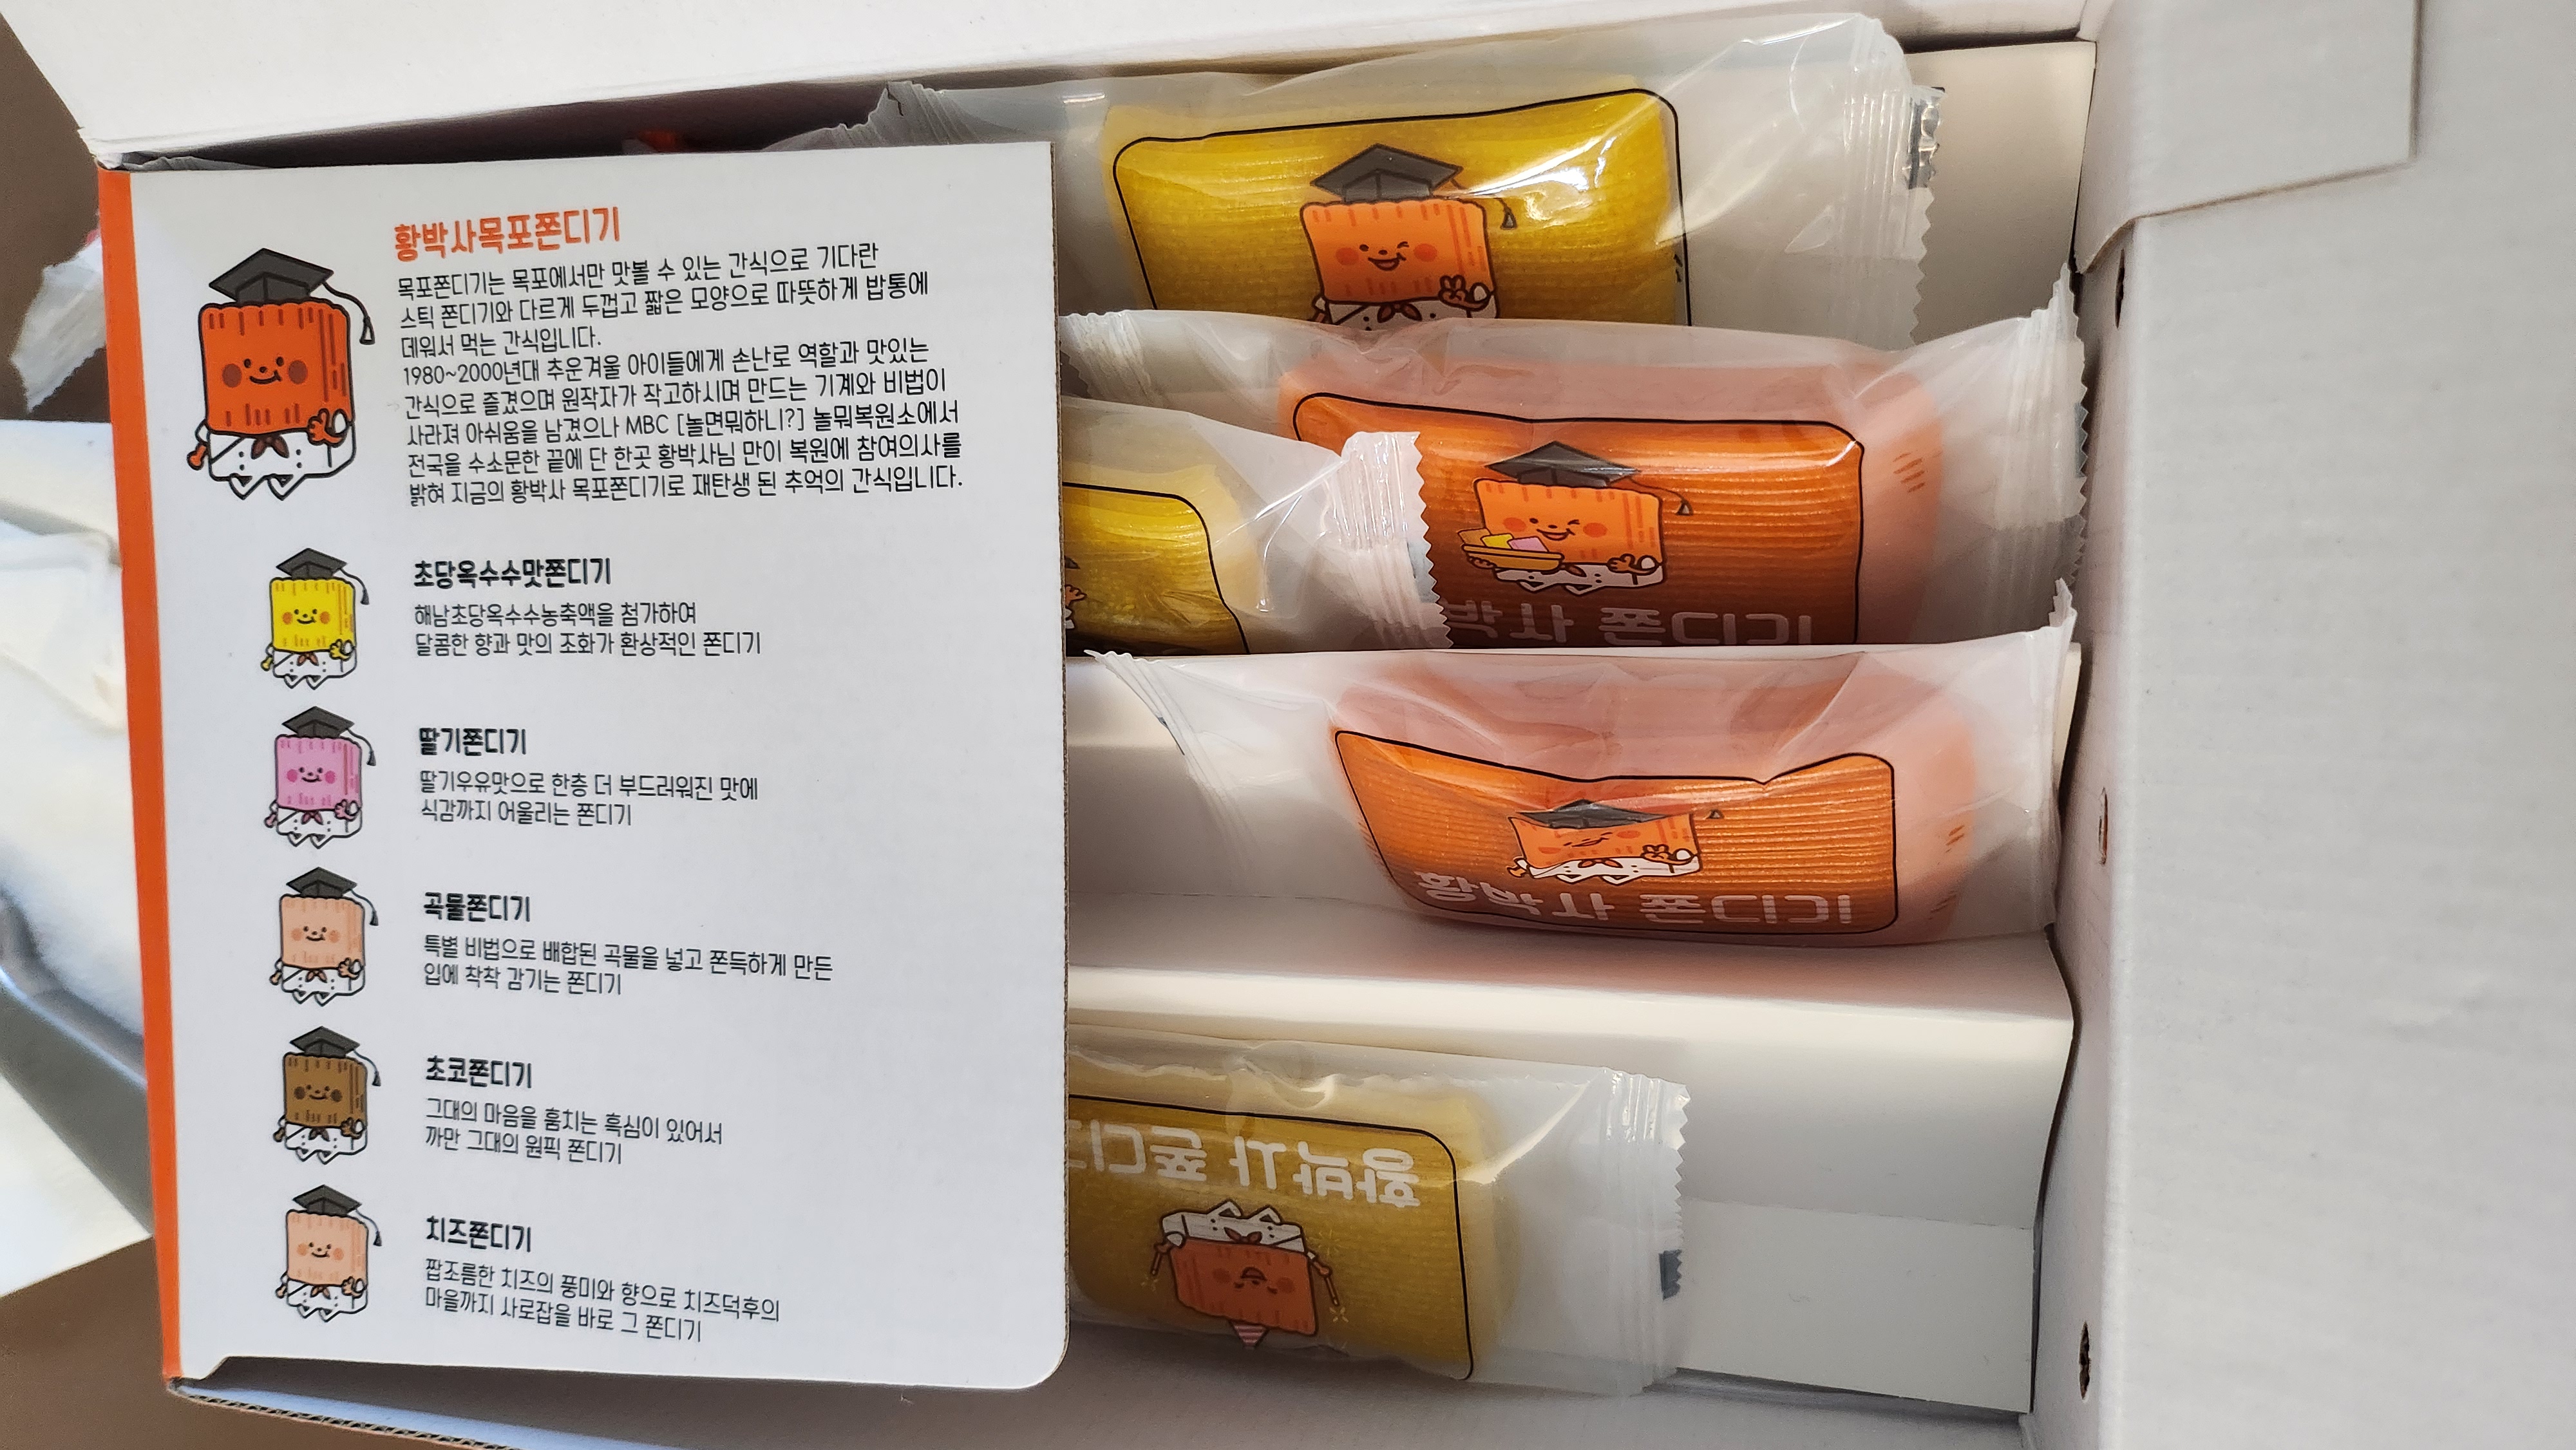 황박사목포쫀디기
목포쫀디기는 목포에서만 맛볼 수 있는 간식으로 기다란
스틱 쫀디기와 다르게 두껍고 짧은 모양으로 따뜻하게 밥통에
데워서 먹는 간식입니다.
1980~2000년대 추운겨울 아이들에게 손난로 역할과 맛있는
간식으로 즐겼으며 원작자가 작고하시며 만드는 기계와 비법이
사라져 아쉬움을 남겼으나 MBC [놀면뭐하니?] 놀뭐복원소에서
전국을 수소문한 끝에 단 한곳 황박사님 만이 복원에 참여의사를
밝혀 지금의 황박사 목포쫀디기로 재탄생 된 추억의 간식입니다.
초당옥수수맛쫀디기
해남초당옥수수농축액을 첨가하여
달콤한 향과 맛의 조화가 환상적인 쫀디기
딸기쫀디기
딸기우유맛으로 한층 더 부드러워진 맛에
식감까지 어울리는 쫀디기
곡물쫀디기
특별 비법으로 배합된 곡물을 넣고 쫀득하게 만든
입에 착착 감기는 쫀디기
초코쫀디기
그대의 마음을 훔치는 흑심이 있어서
까만 그대의 원픽 쫀디기
치즈쫀디기
짭조름한 치즈의 풍미와 향으로 치즈덕후의
마을까지 사로잡을 바로 그 쫀디기
박사 쫀디기
황박사 쫀디기
황박사 쫀디